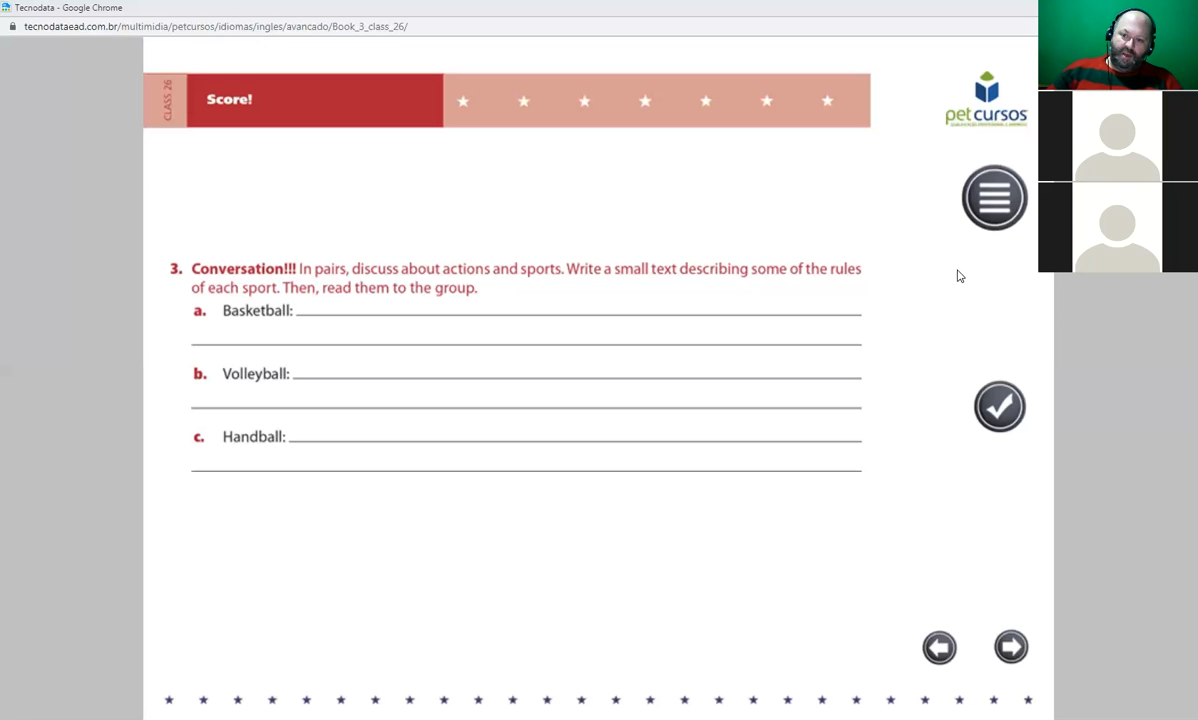 Tecnodata - Google Chrome
tecnodataead.com.br/multimidia/petcursos/idiomas/ingles/avancado/Book_3_class_26/
CLASS 26
Score!
petcursos
3. Conversation!!! In pairs, discuss about actions and sports. Write a small text describing some of the rules
of each sport. Then, read them to the group.
a. Basketball:
b. Volleyball:
c. Handball: